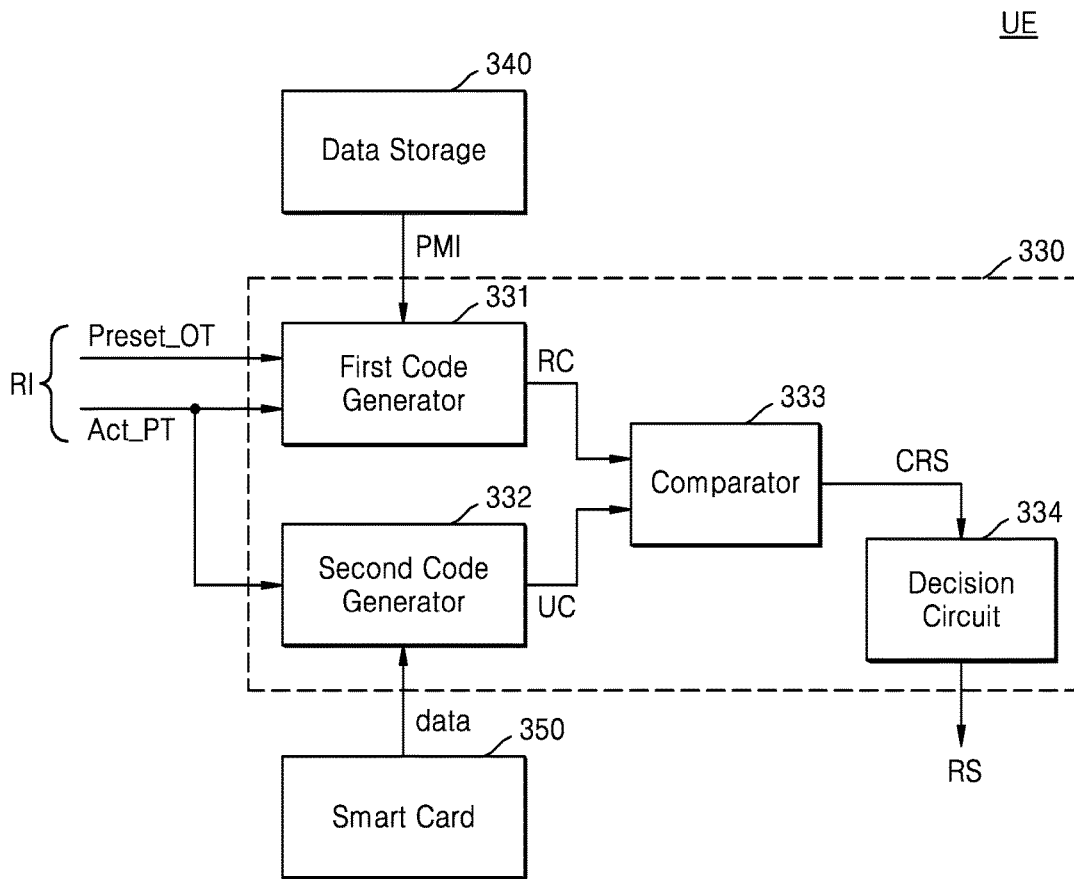 UE
340
Data Storage
PMI
330
331
Preset_OT
RI
Act_PT
First Code
Generator
RC
333
Comparator
CRS
332
334
Second Code
Generator
UC
Decision
Circuit
data
350
RS
Smart Card